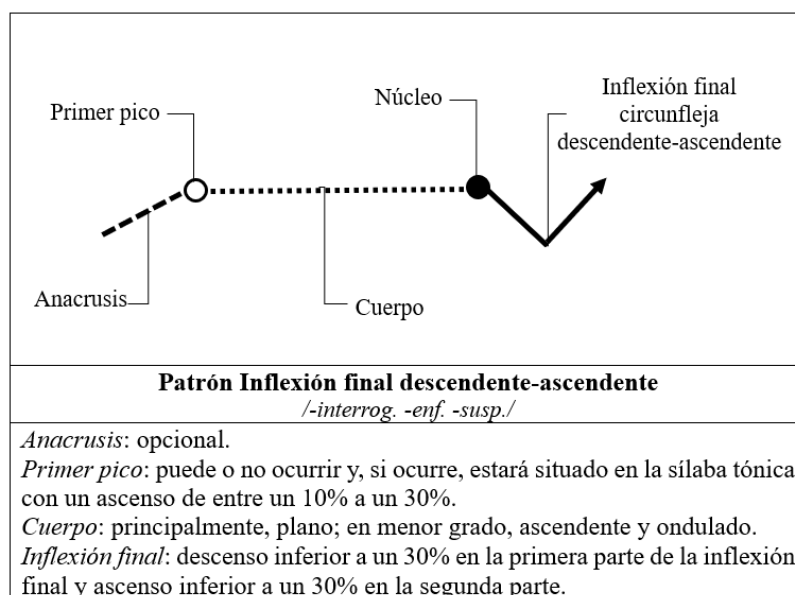 Primer pico
Núcleo
Inflexión final
circunfleja
descendente-ascendente
Anacrusis
Cuerpo
Patrón Inflexión final descendente-ascendente
/-interrog. -enf. -susp./
Anacrusis: opcional.
Primer pico: puede o no ocurrir y, si ocurre, estará situado en la sílaba tónica
con un ascenso de entre un 10% a un 30%.
Cuerpo: principalmente, plano; en menor grado, ascendente y ondulado.
Inflexión final: descenso inferior a un 30% en la primera parte de la inflexión
final y ascenso inferior a un 30% en la segunda parte.